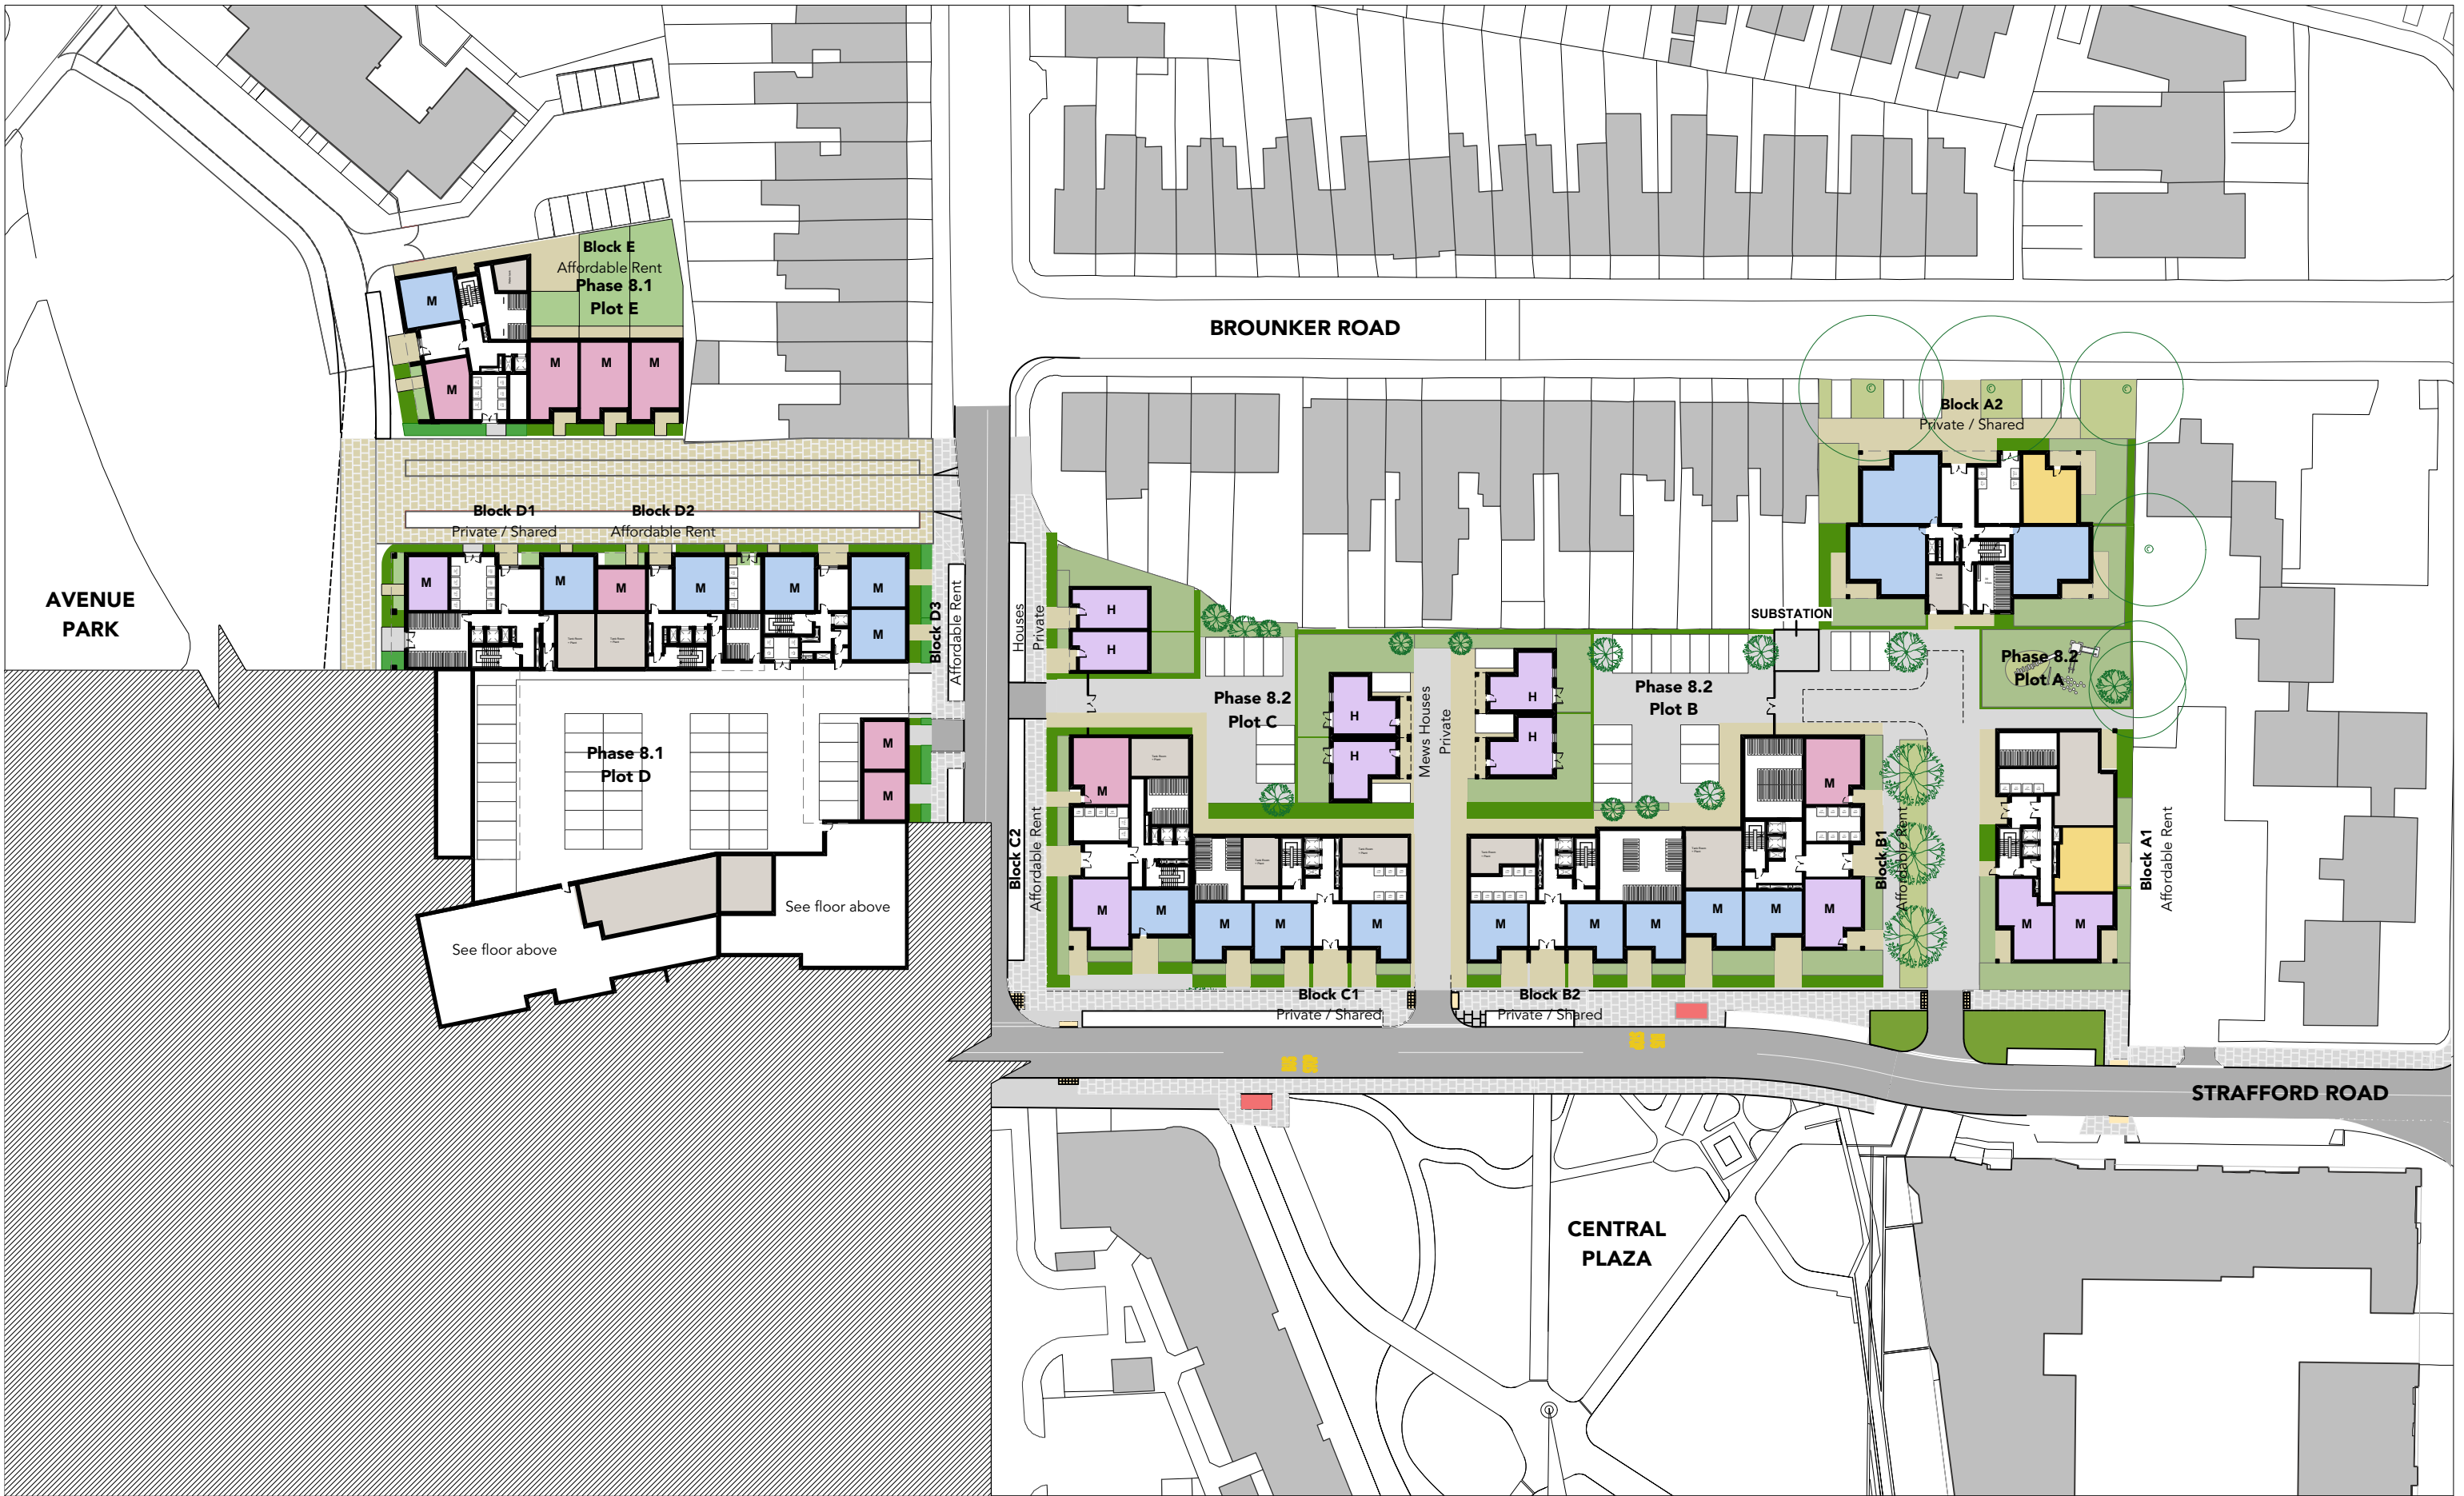 Block E
Affordable Rent
Phase 8.1
Plot E
M
M
M
M
M
BROUNKER ROAD
Block A2
Private / Shared
Block D1
Private / Shared
Block D2
Affordable Rent
AVENUE
PARK
M
M
M
M
M
M
M
Block D3
Affordable Rent
Houses
Private
H
H
SUBSTATION
Phase 8.2
Plot A
Phase 8.2
Plot C
Mews Houses
Private
H
H
H
H
Phase 8.2
Plot B
Phase 8.1
Plot D
M
M
See floor above
See floor above
Block C2
Affordable Rent
M
M
M
M
M
M
M
M
M
M
M
M
M
Block B1
Affordable Rent
M
M
Block A1
Affordable Rent
Block C1
Private / Shared
Block B2
Private / Shared
STRAFFORD ROAD
CENTRAL
PLAZA